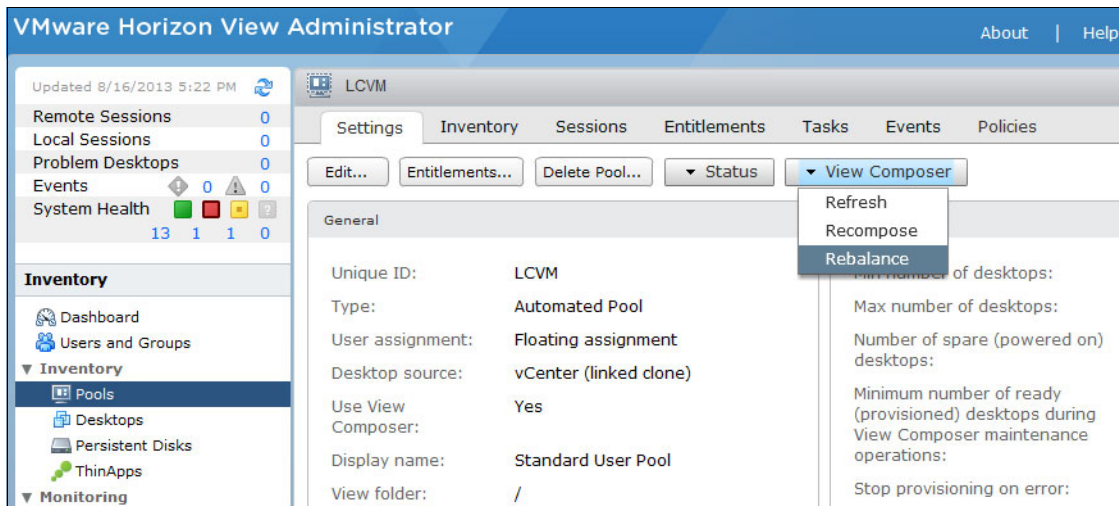 VMware Horizon View Administrator
About | Help
Updated 8/16/2013 5:22 PM
Remote Sessions 0
Local Sessions 0
Problem Desktops 0
Events 0 0
System Health ?
13 1 1 0
Inventory
Dashboard
Users and Groups
Inventory
Pools
Desktops
Persistent Disks
ThinApps
Monitoring
LCVM
Settings Inventory Sessions Entitlements Tasks Events Policies
Edit... Entitlements... Delete Pool... Status View Composer
Refresh
Recompose
Rebalance
General
Unique ID: LCVM
Type: Automated Pool
User assignment: Floating assignment
Desktop source: vCenter (linked clone)
Use View Composer: Yes
Display name: Standard User Pool
View folder: /
Min number of desktops:
Max number of desktops:
Number of spare (powered on)
desktops:
Minimum number of ready
(provisioned) desktops during
View Composer maintenance
operations:
Stop provisioning on error: